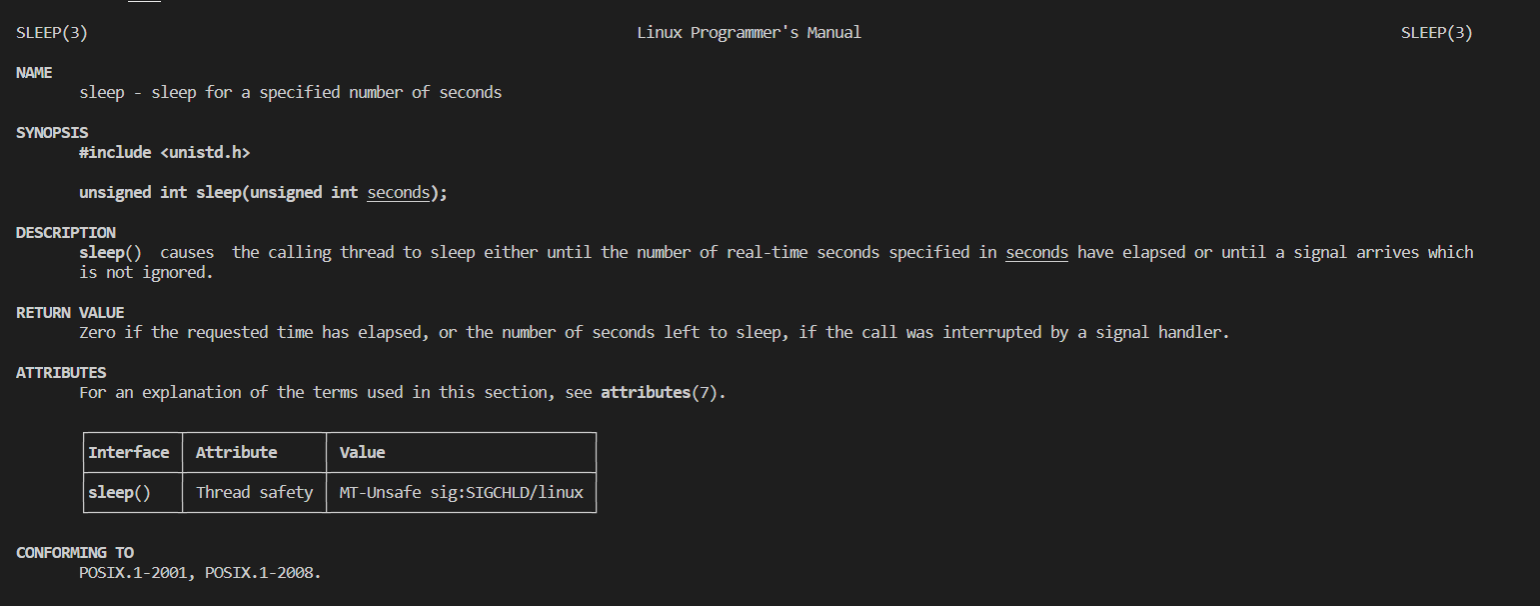 SLEEP(3) Linux Programmer's Manual SLEEP(3)
NAME
sleep - sleep for a specified number of seconds
SYNOPSIS
#include <unistd.h>
unsigned int sleep(unsigned int seconds);
DESCRIPTION
sleep() causes the calling thread to sleep either until the number of real-time seconds specified in seconds have elapsed or until a signal arrives which
is not ignored.
RETURN VALUE
Zero if the requested time has elapsed, or the number of seconds left to sleep, if the call was interrupted by a signal handler.
ATTRIBUTES
For an explanation of the terms used in this section, see attributes(7).
Interface Attribute Value
sleep() Thread safety MT-Unsafe sig:SIGCHLD/linux
CONFORMING TO
POSIX.1-2001, POSIX.1-2008.